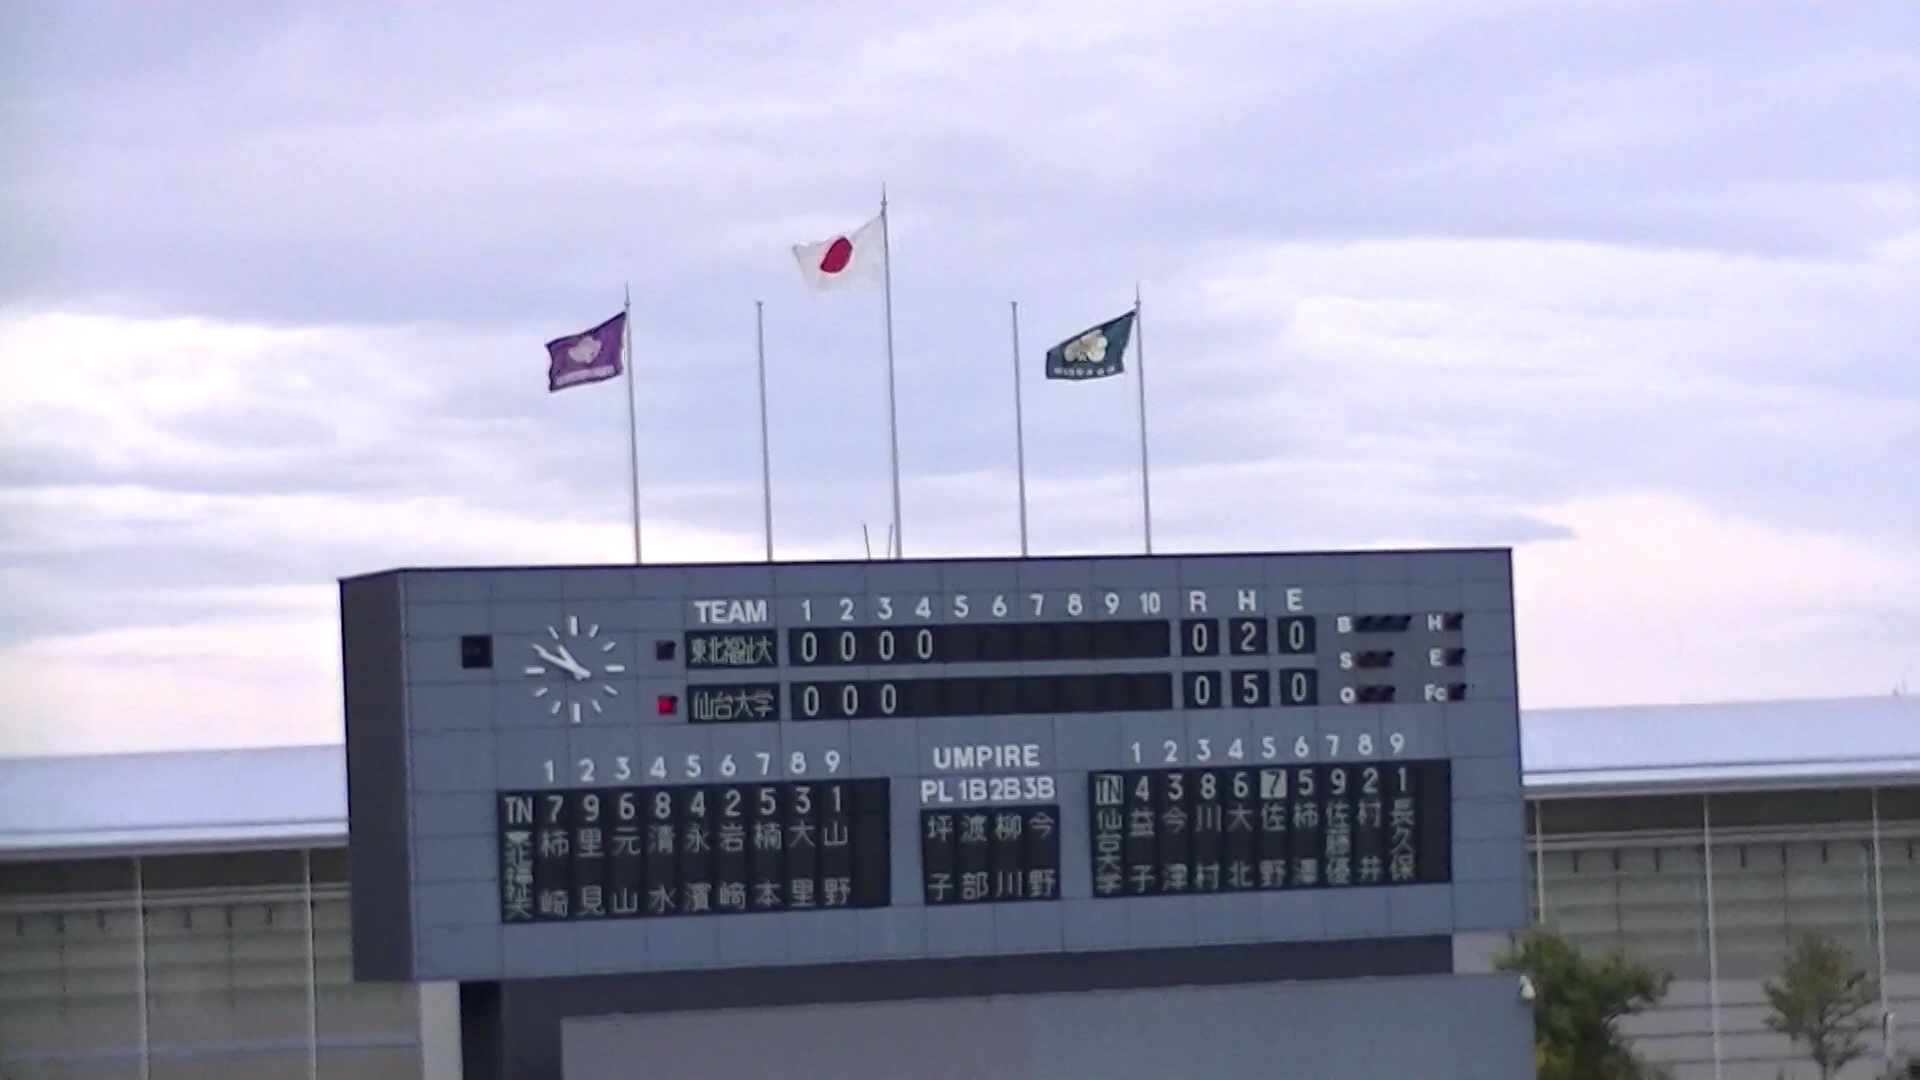 TEAM 1 2 3 4 5 6 7 8 9 10 R H E
東北福祉大 0 0 0 0 0 2 0
仙台大学 0 0 0 0 5 0
B H
S E
O Fc
1 2 3 4 5 6 7 8 9
TN 7 9 6 8 4 2 5 3 1
東北福祉大 柿崎 里見 元山 清水 永濱 岩﨑 楠本 大里 山野
UMPIRE
PL 1B 2B 3B
坪子 渡部 柳川 今野
1 2 3 4 5 6 7 8 9
TN 4 3 8 6 7 5 9 2 1
仙台大学 益子 今津 川村 大北 佐野 柿澤 佐藤優 村井 長久保